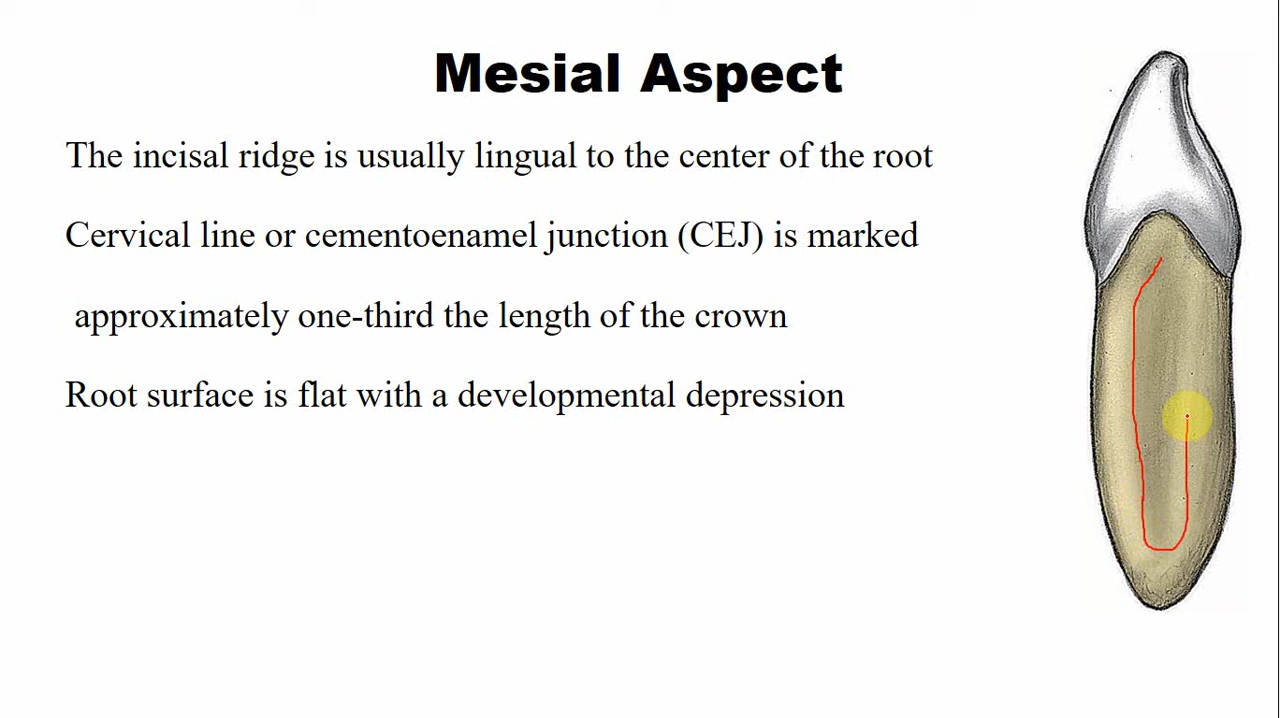 Mesial Aspect
The incisal ridge is usually lingual to the center of the root
Cervical line or cementoenamel junction (CEJ) is marked
approximately one-third the length of the crown
Root surface is flat with a developmental depression